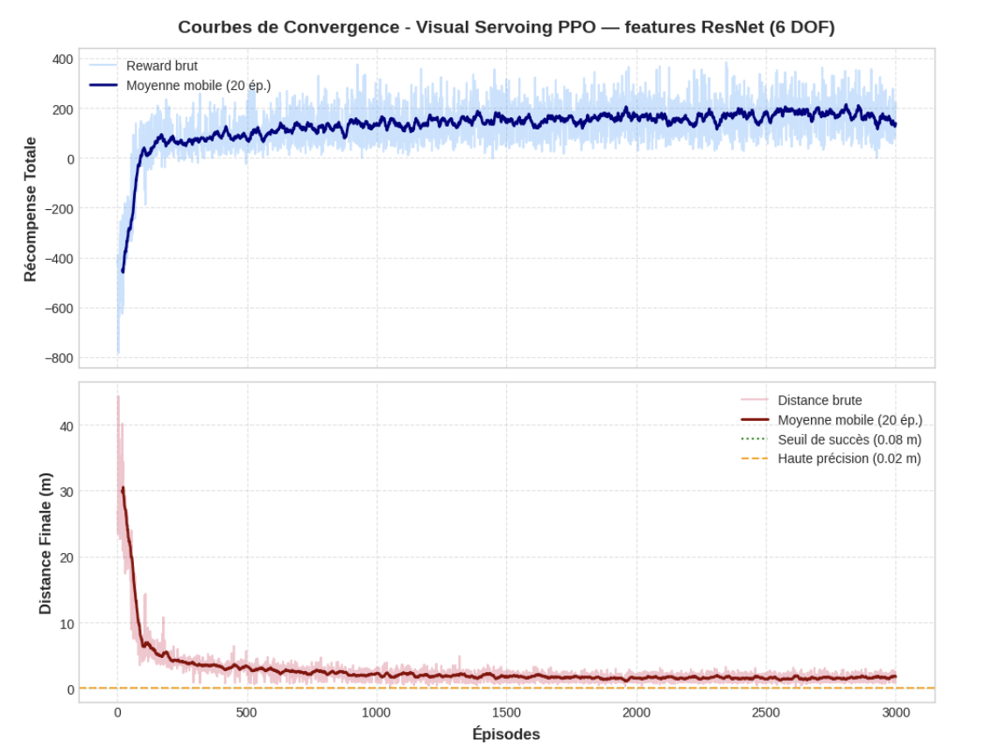 Courbes de Convergence - Visual Servoing PPO — features ResNet (6 DOF)
Reward brut
Moyenne mobile (20 ép.)
400
200
0
−200
−400
−600
−800
Récompense Totale
Distance brute
Moyenne mobile (20 ép.)
Seuil de succès (0.08 m)
Haute précision (0.02 m)
40
30
20
10
0
Distance Finale (m)
0
500
1000
1500
2000
2500
3000
Épisodes